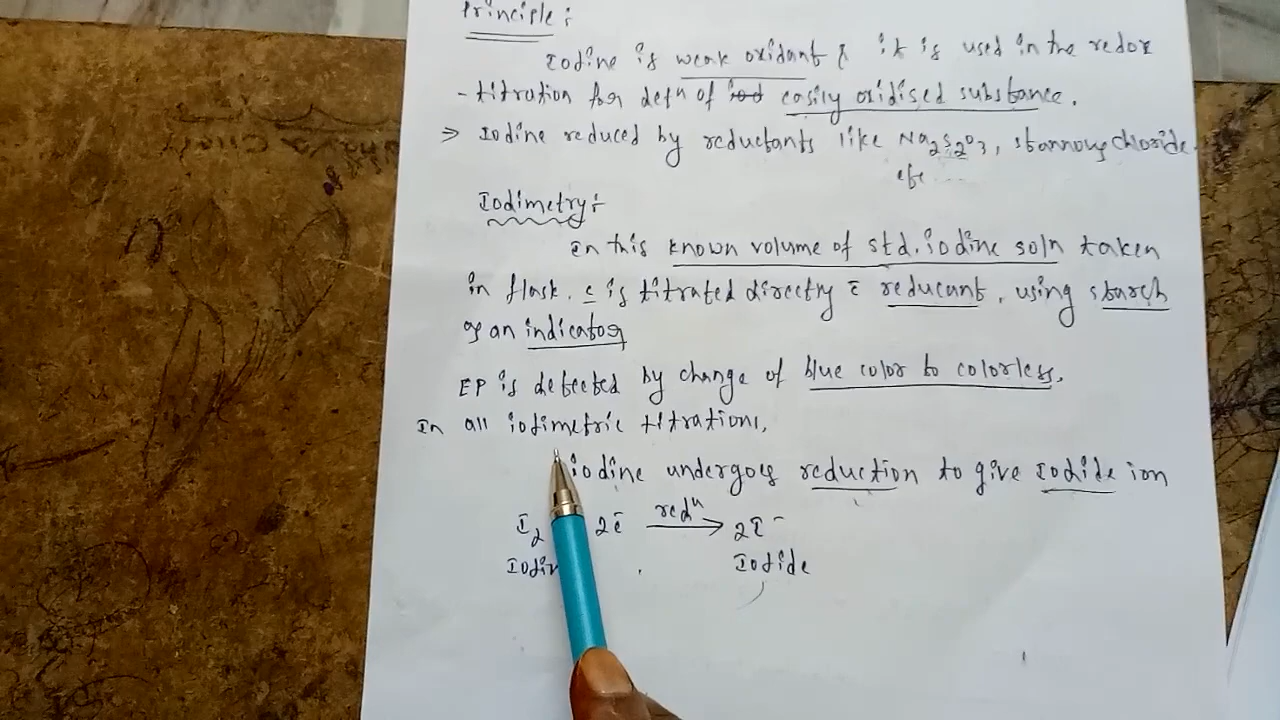 Principle :
Iodine is weak oxidant & it is used in the redox
- titration for detn of easily oxidised substance.
⇒ Iodine reduced by reductants like Na2S2O3, stannous chloride.
etc ....
Iodimetry :-
In this known volume of std. iodine soln taken
in flask. & is titrated directly c̄ reductant, using starch
as an indicator
EP is detected by change of blue color to colorless.
In all iodimetric titrations,
iodine undergoes reduction to give Iodide ion
I2 2ē redn → 2I-
Iodide